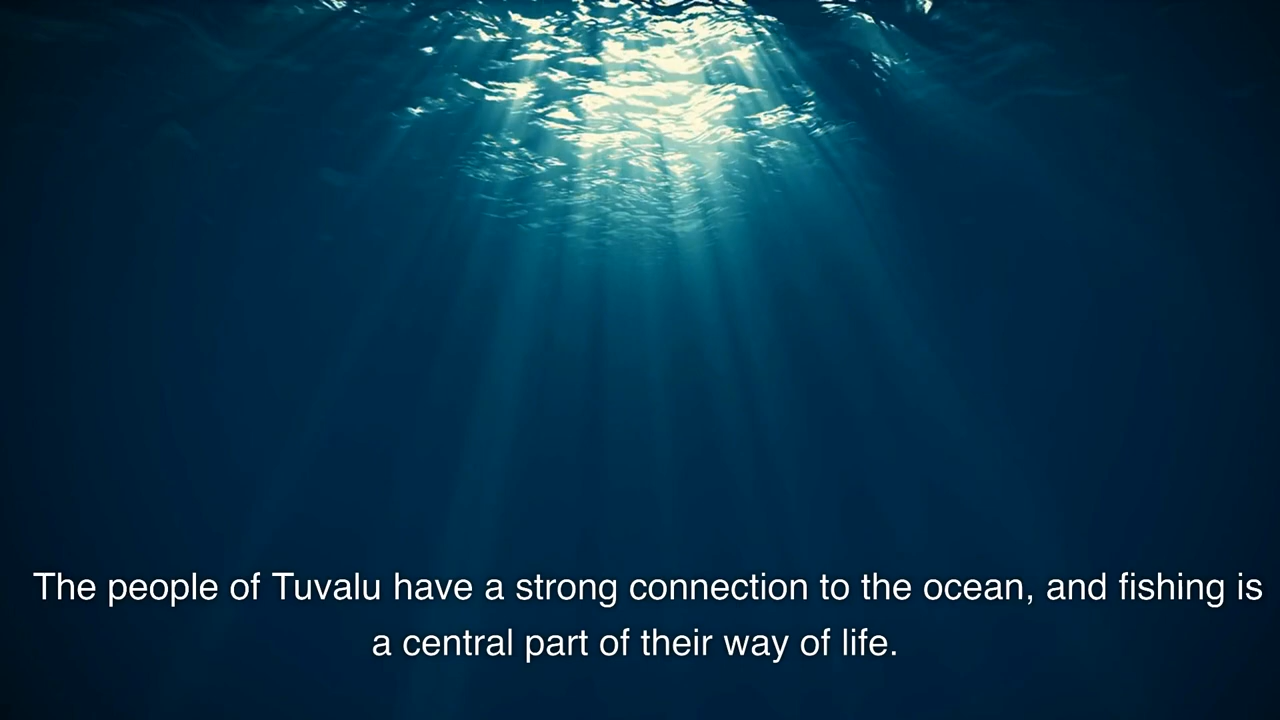 The people of Tuvalu have a strong connection to the ocean, and fishing is
a central part of their way of life.